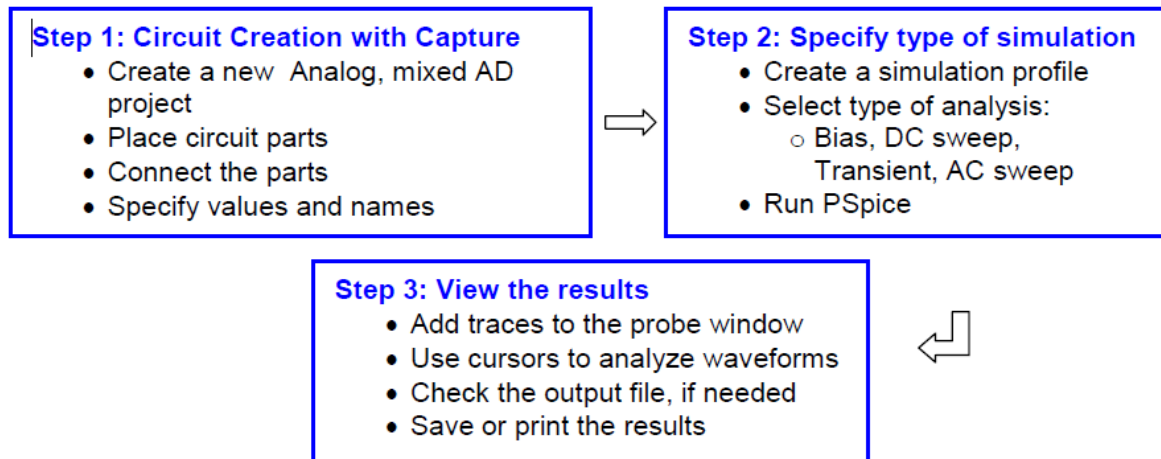 Step 1: Circuit Creation with Capture
• Create a new Analog, mixed AD
project
• Place circuit parts
• Connect the parts
• Specify values and names
Step 2: Specify type of simulation
• Create a simulation profile
• Select type of analysis:
o Bias, DC sweep,
Transient, AC sweep
• Run PSpice
Step 3: View the results
• Add traces to the probe window
• Use cursors to analyze waveforms
• Check the output file, if needed
• Save or print the results